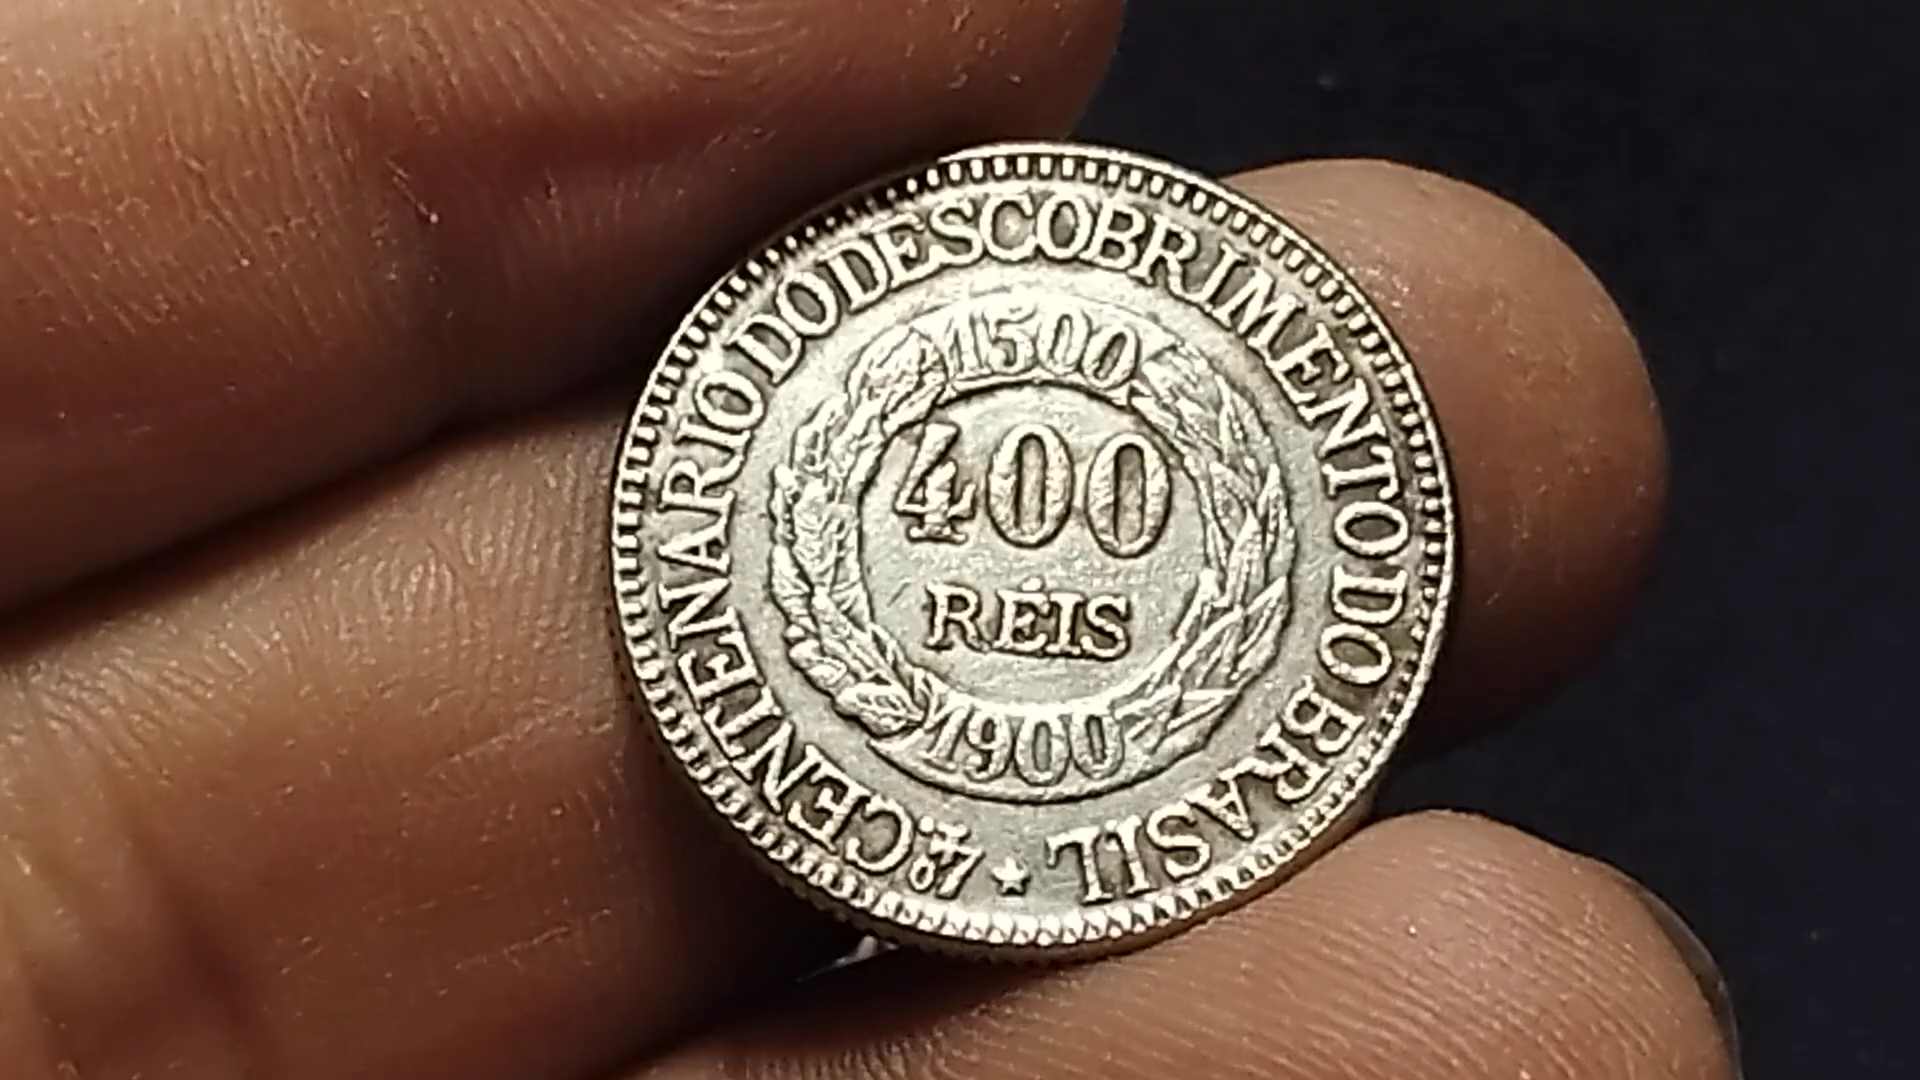 4º CENTENARIO DO DESCOBRIMENTO DO BRASIL
1500
400
RÉIS
1900